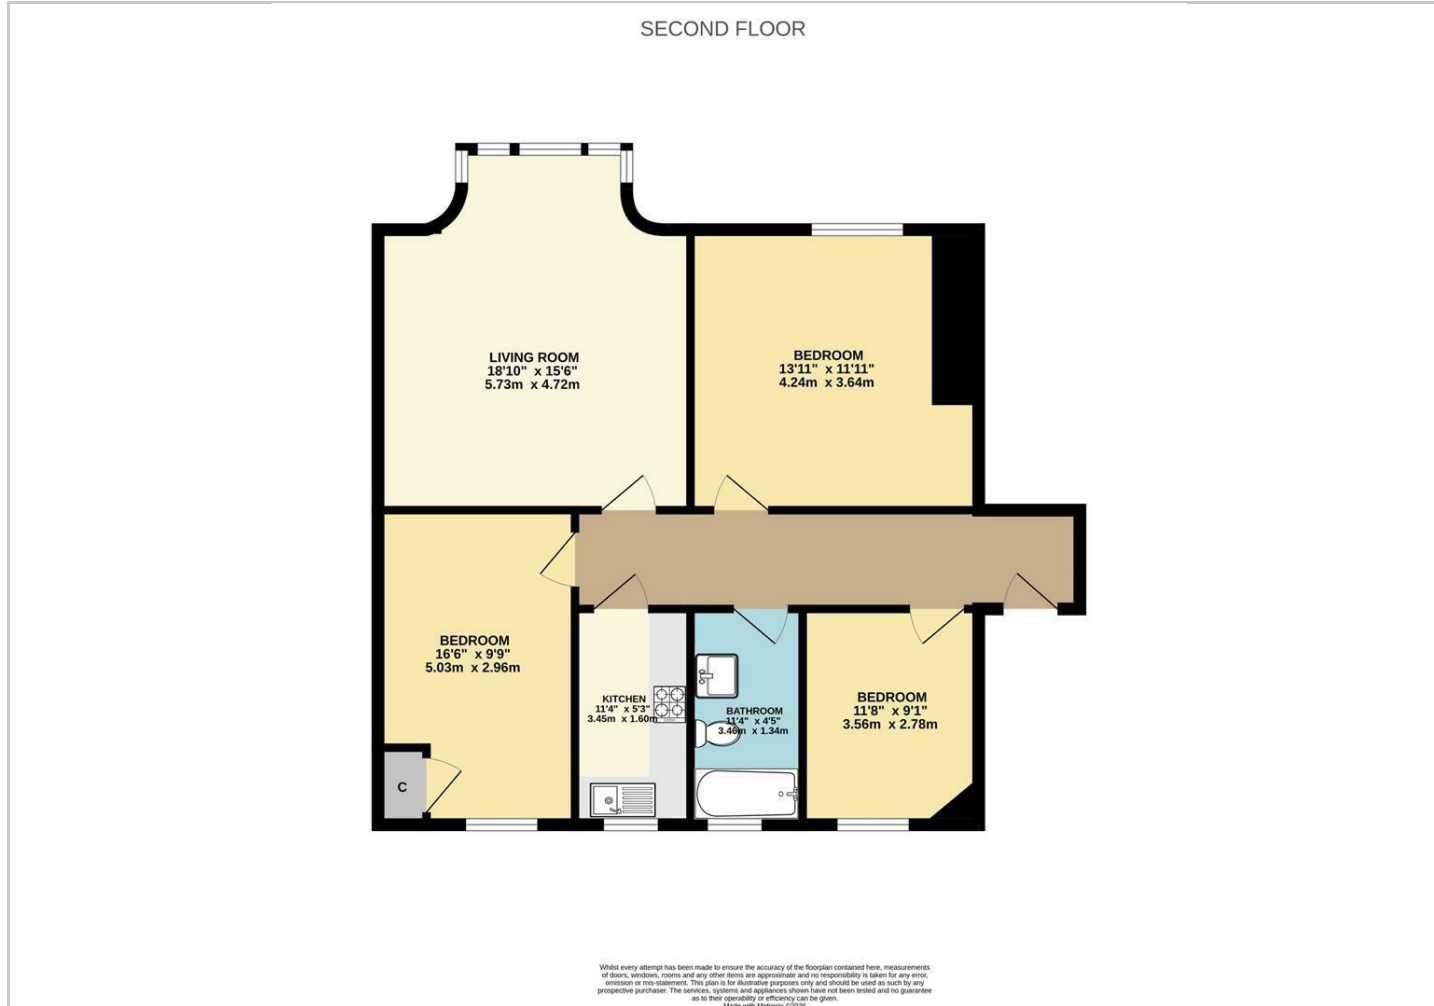 SECOND FLOOR
LIVING ROOM
18'10" x 15'6"
5.73m x 4.72m
BEDROOM
13'11" x 11'11"
4.24m x 3.64m
BEDROOM
16'6" x 9'9"
5.03m x 2.96m
KITCHEN
11'4" x 5'3"
3.45m x 1.60m
BATHROOM
11'4" x 4'5"
3.46m x 1.34m
BEDROOM
11'8" x 9'1"
3.56m x 2.78m
C
Whilst every attempt has been made to ensure the accuracy of the floorplan contained here, measurements
of doors, windows, rooms and any other items are approximate and no responsibility is taken for any error,
omission or mis-statement. This plan is for illustrative purposes only and should be used as such by any
prospective purchaser. The services, systems and appliances shown have not been tested and no guarantee
as to their operability or efficiency can be given.
Made with Metropix ©2026